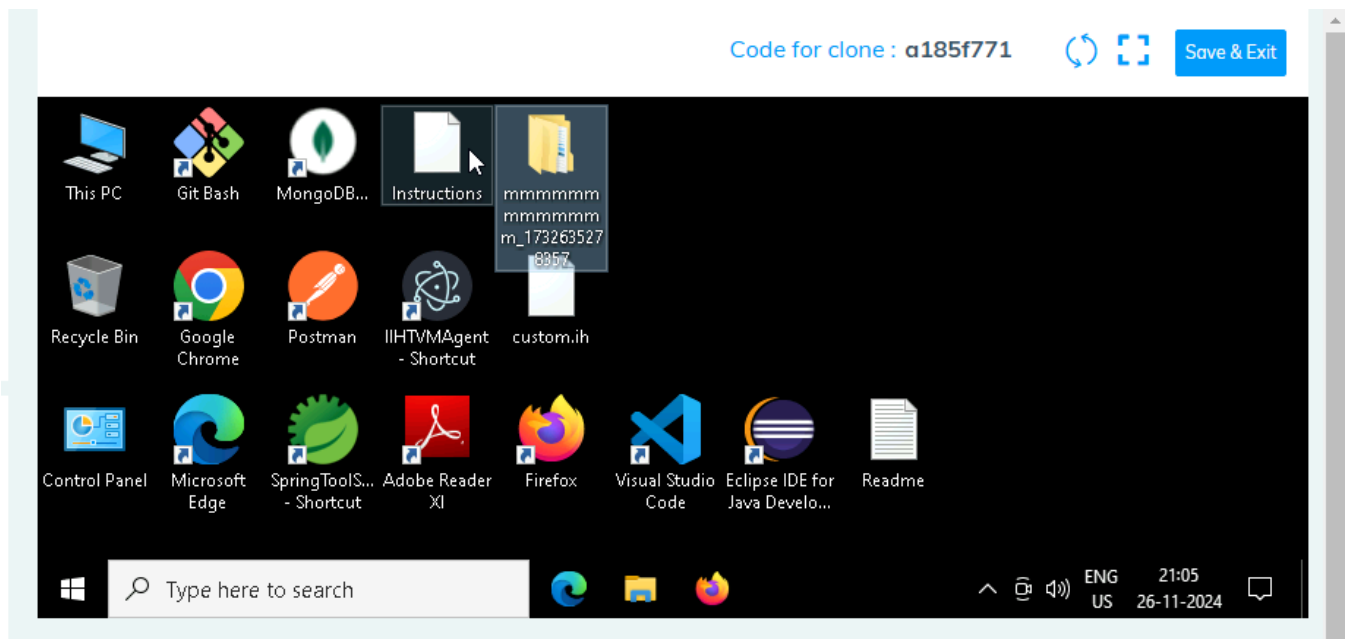 Code for clone : a185f771
Save & Exit
This PC
Git Bash
MongoDB...
Instructions
mmmmmm
mmmmmm
m_173263527
8357
Recycle Bin
Google
Chrome
Postman
IIHTVMAgent
- Shortcut
custom.ih
Control Panel
Microsoft
Edge
SpringToolS...
- Shortcut
Adobe Reader
XI
Firefox
Visual Studio
Code
Eclipse IDE for
Java Develo...
Readme
Type here to search
ENG
US
21:05
26-11-2024